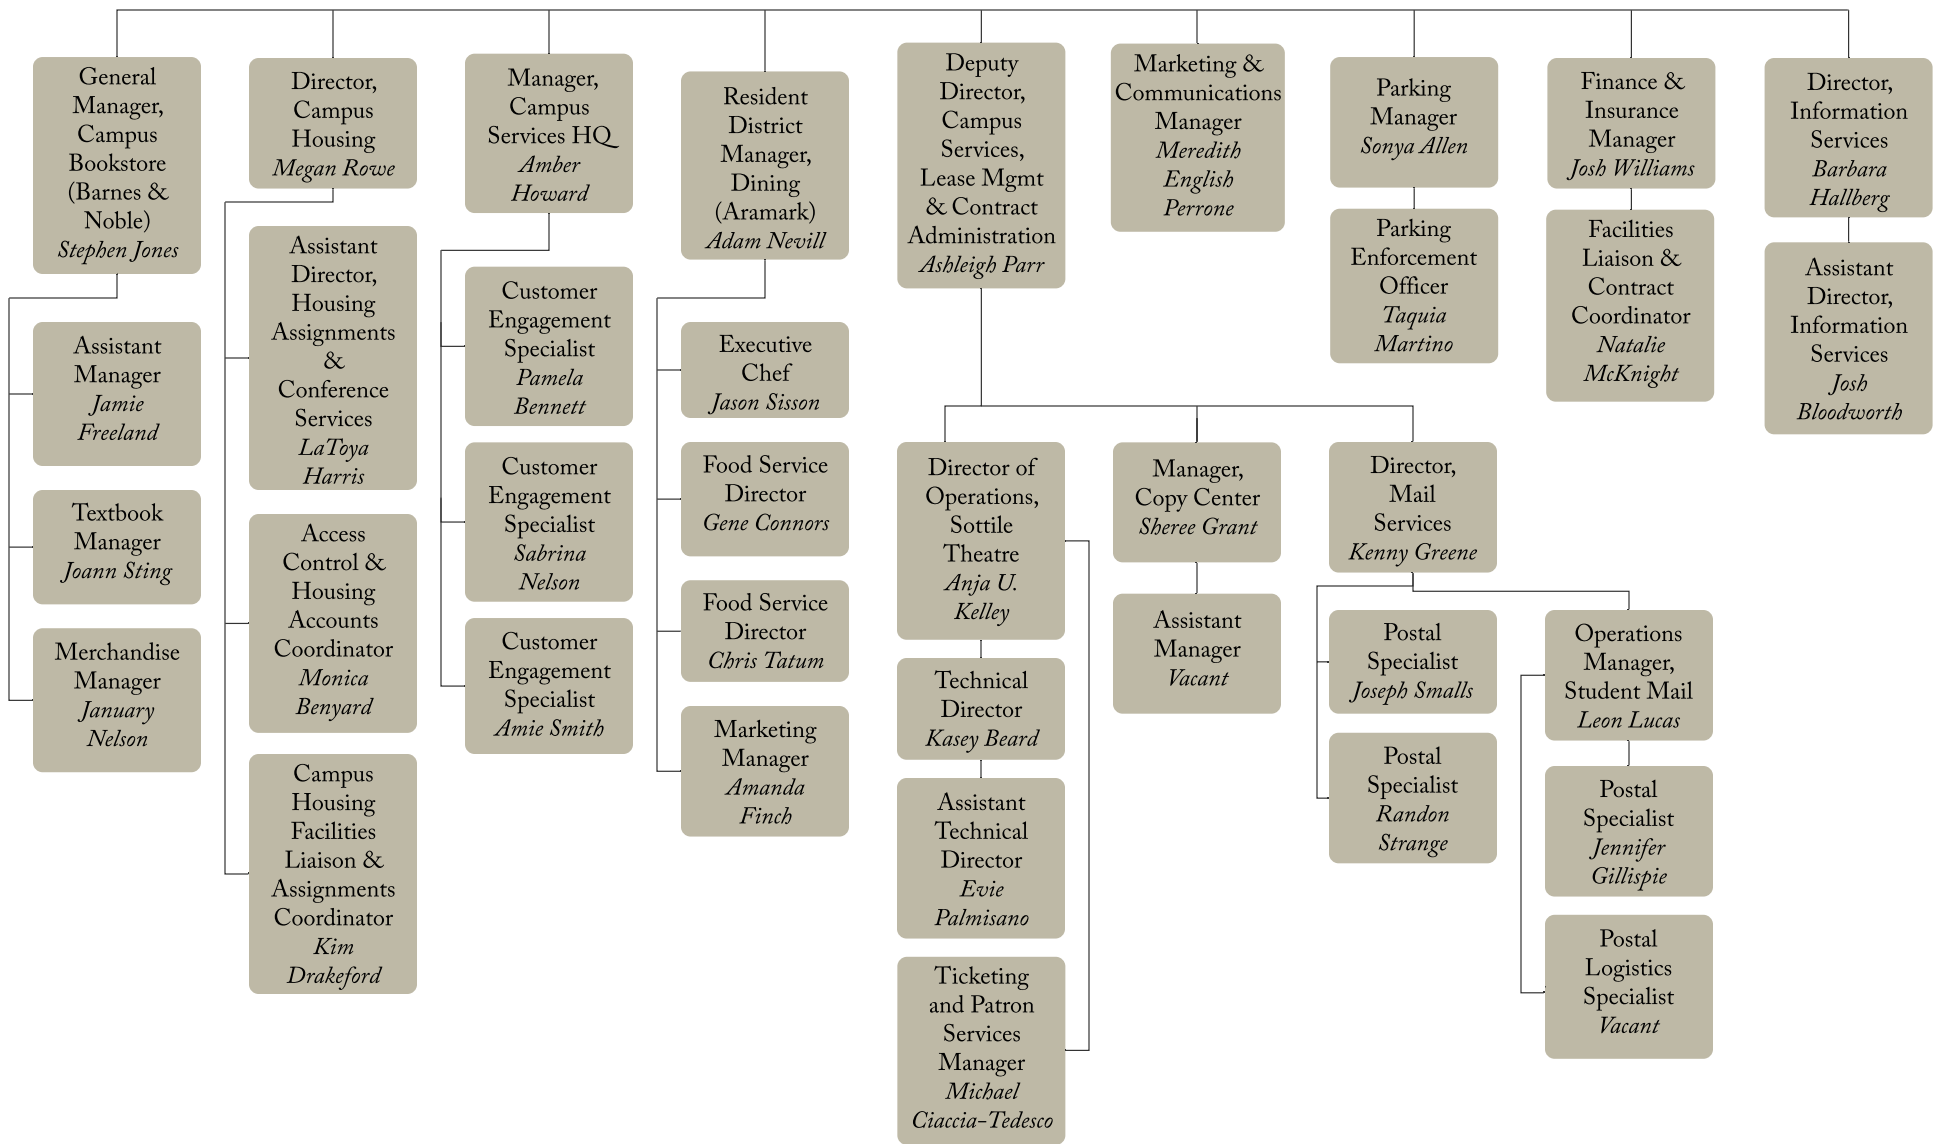 General
Manager,
Campus
Bookstore
(Barnes &
Noble)
Stephen Jones
Assistant
Manager
Jamie
Freeland
Textbook
Manager
Joann Sting
Merchandise
Manager
January
Nelson
Director,
Campus
Housing
Megan Rowe
Assistant
Director,
Housing
Assignments
&
Conference
Services
LaToya
Harris
Access
Control &
Housing
Accounts
Coordinator
Monica
Benyard
Campus
Housing
Facilities
Liaison &
Assignments
Coordinator
Kim
Drakeford
Manager,
Campus
Services HQ
Amber
Howard
Customer
Engagement
Specialist
Pamela
Bennett
Customer
Engagement
Specialist
Sabrina
Nelson
Customer
Engagement
Specialist
Amie Smith
Resident
District
Manager,
Dining
(Aramark)
Adam Nevill
Executive
Chef
Jason Sisson
Food Service
Director
Gene Connors
Food Service
Director
Chris Tatum
Marketing
Manager
Amanda
Finch
Deputy
Director,
Campus
Services,
Lease Mgmt
& Contract
Administration
Ashleigh Parr
Director of
Operations,
Sottile
Theatre
Anja U.
Kelley
Technical
Director
Kasey Beard
Assistant
Technical
Director
Evie
Palmisano
Ticketing
and Patron
Services
Manager
Michael
Ciaccia-Tedesco
Manager,
Copy Center
Sheree Grant
Assistant
Manager
Vacant
Director,
Mail
Services
Kenny Greene
Postal
Specialist
Joseph Smalls
Postal
Specialist
Randon
Strange
Operations
Manager,
Student Mail
Leon Lucas
Postal
Specialist
Jennifer
Gillispie
Postal
Logistics
Specialist
Vacant
Marketing &
Communications
Manager
Meredith
English
Perrone
Parking
Manager
Sonya Allen
Parking
Enforcement
Officer
Taquia
Martino
Finance &
Insurance
Manager
Josh Williams
Facilities
Liaison &
Contract
Coordinator
Natalie
McKnight
Director,
Information
Services
Barbara
Hallberg
Assistant
Director,
Information
Services
Josh
Bloodworth